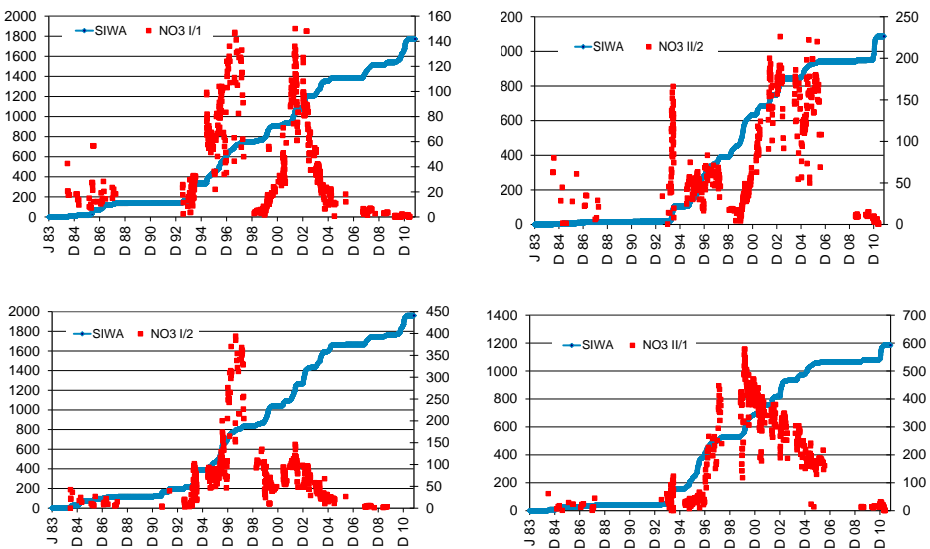 SIWA NO3 I/1
2000
1800
1600
1400
1200
1000
800
600
400
200
0
160
140
120
100
80
60
40
20
0
J 83
D 84
D 86
D 88
D 90
D 92
D 94
D 96
D 98
D 00
D 02
D 04
D 06
D 08
D 10
SIWA NO3 II/2
200
000
800
600
400
200
0
250
200
150
100
50
0
J 83
D 84
D 86
D 88
D 90
D 92
D 94
D 96
D 98
D 00
D 02
D 04
D 06
D 08
D 10
SIWA NO3 I/2
2000
1800
1600
1400
1200
1000
800
600
400
200
0
450
400
350
300
250
200
150
100
50
0
J 83
D 84
D 86
D 88
D 90
D 92
D 94
D 96
D 98
D 00
D 02
D 04
D 06
D 08
D 10
SIWA NO3 II/1
1400
1200
1000
800
600
400
200
0
700
600
500
400
300
200
100
0
J 83
D 84
D 86
D 88
D 90
D 92
D 94
D 96
D 98
D 00
D 02
D 04
D 06
D 08
D 10